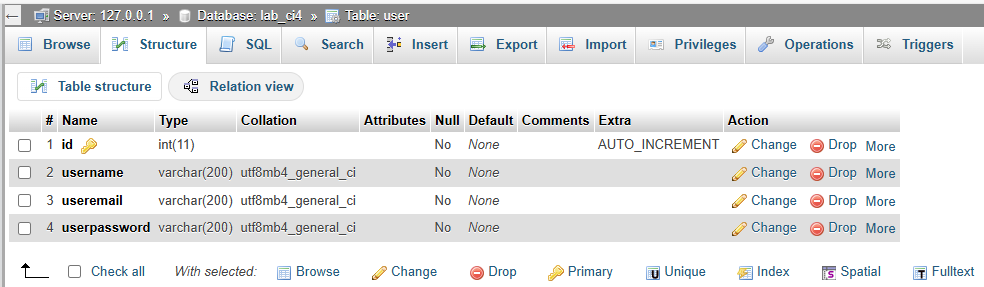 ← Server: 127.0.0.1 » Database: lab_ci4 » Table: user
Browse Structure SQL Search Insert Export Import Privileges Operations Triggers
Table structure Relation view
# Name Type Collation Attributes Null Default Comments Extra Action
1 id int(11) No None AUTO_INCREMENT Change Drop More
2 username varchar(200) utf8mb4_general_ci No None Change Drop More
3 useremail varchar(200) utf8mb4_general_ci No None Change Drop More
4 userpassword varchar(200) utf8mb4_general_ci No None Change Drop More
Check all With selected: Browse Change Drop Primary Unique Index Spatial Fulltext